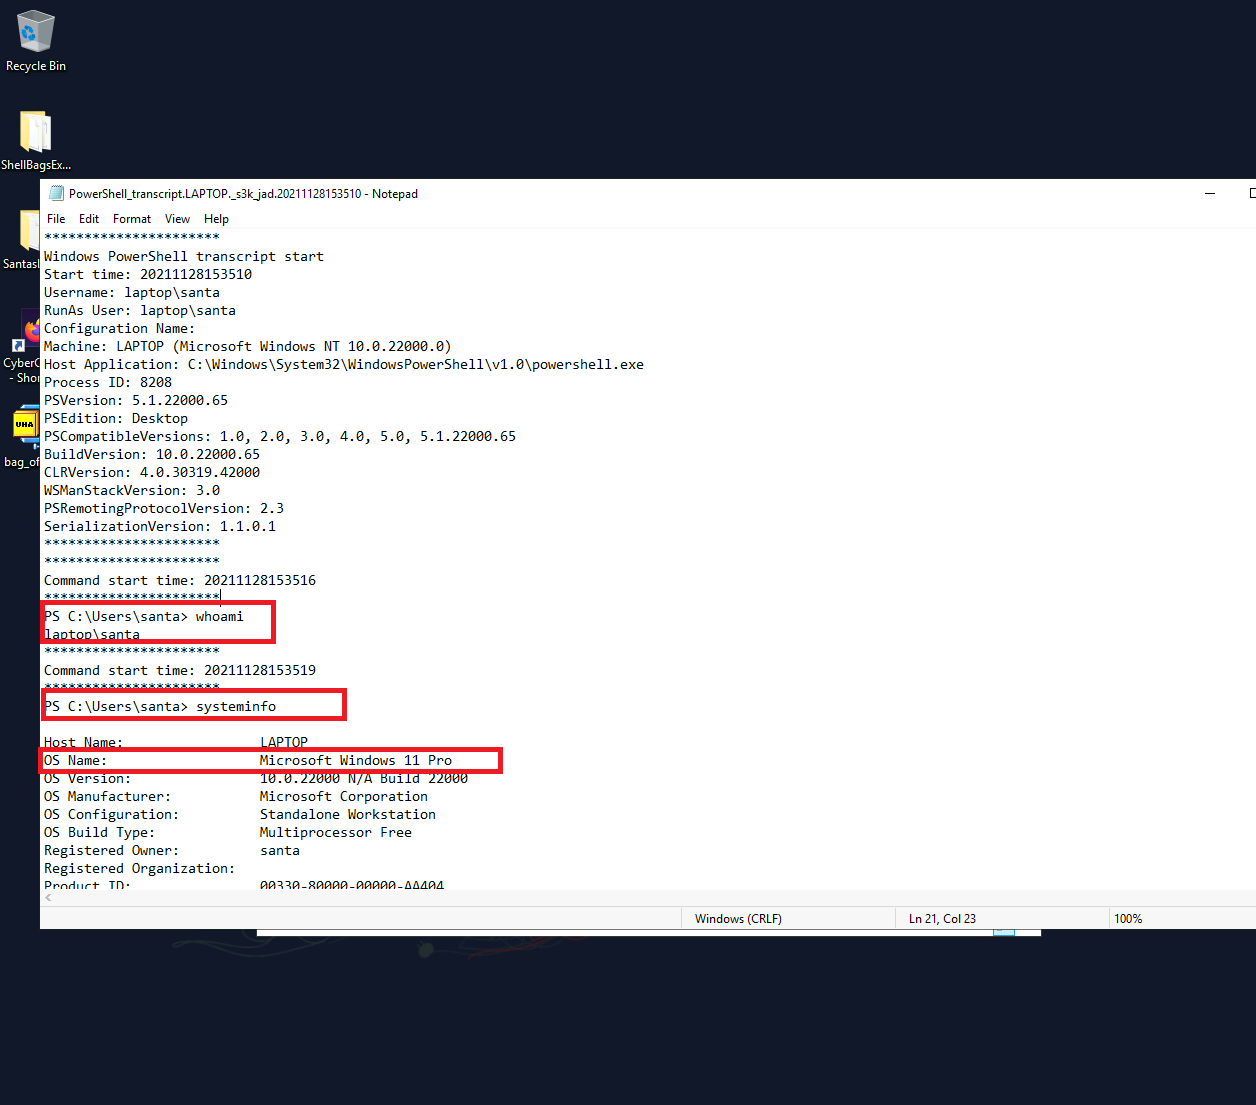 Recycle Bin
ShellBagsEx...
PowerShell_transcript.LAPTOP._s3k_jad.20211128153510 - Notepad
File Edit Format View Help
**********************
Windows PowerShell transcript start
Start time: 20211128153510
Username: laptop\santa
RunAs User: laptop\santa
Configuration Name:
Machine: LAPTOP (Microsoft Windows NT 10.0.22000.0)
Host Application: C:\Windows\System32\WindowsPowerShell\v1.0\powershell.exe
Process ID: 8208
PSVersion: 5.1.22000.65
PSEdition: Desktop
PSCompatibleVersions: 1.0, 2.0, 3.0, 4.0, 5.0, 5.1.22000.65
BuildVersion: 10.0.22000.65
CLRVersion: 4.0.30319.42000
WSManStackVersion: 3.0
PSRemotingProtocolVersion: 2.3
SerializationVersion: 1.1.0.1
**********************
**********************
Command start time: 20211128153516
**********************
PS C:\Users\santa> whoami
laptop\santa
**********************
Command start time: 20211128153519
**********************
PS C:\Users\santa> systeminfo
Host Name: LAPTOP
OS Name: Microsoft Windows 11 Pro
OS Version: 10.0.22000 N/A Build 22000
OS Manufacturer: Microsoft Corporation
OS Configuration: Standalone Workstation
OS Build Type: Multiprocessor Free
Registered Owner: santa
Registered Organization:
Product ID: 00330-80000-00000-AA404
Windows (CRLF) Ln 21, Col 23 100%
Santasl
CyberC
- Shor
UHA
bag_of